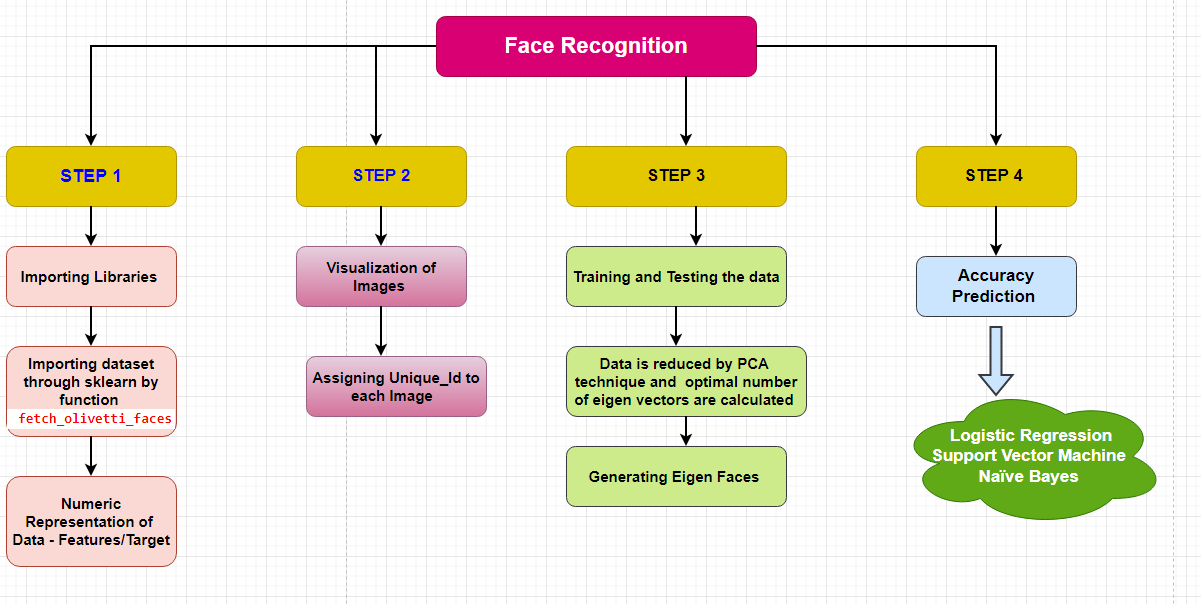 Face Recognition
STEP 1
STEP 2
STEP 3
STEP 4
Importing Libraries
Importing dataset
through sklearn by
function
fetch_olivetti_faces
Numeric
Representation of
Data - Features/Target
Visualization of
Images
Assigning Unique_Id to
each Image
Training and Testing the data
Data is reduced by PCA
technique and optimal number
of eigen vectors are calculated
Generating Eigen Faces
Accuracy
Prediction
Logistic Regression
Support Vector Machine
Naïve Bayes